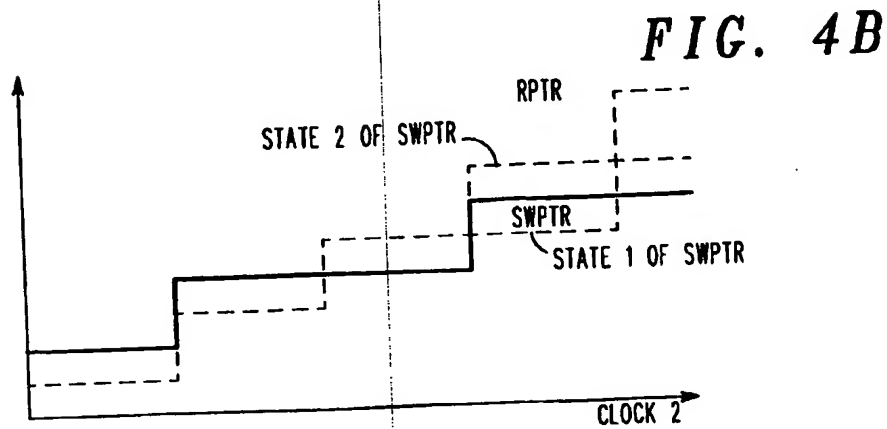 FIG. 4B
RPTR
STATE 2 OF SWPTR
SWPTR
STATE 1 OF SWPTR
CLOCK 2